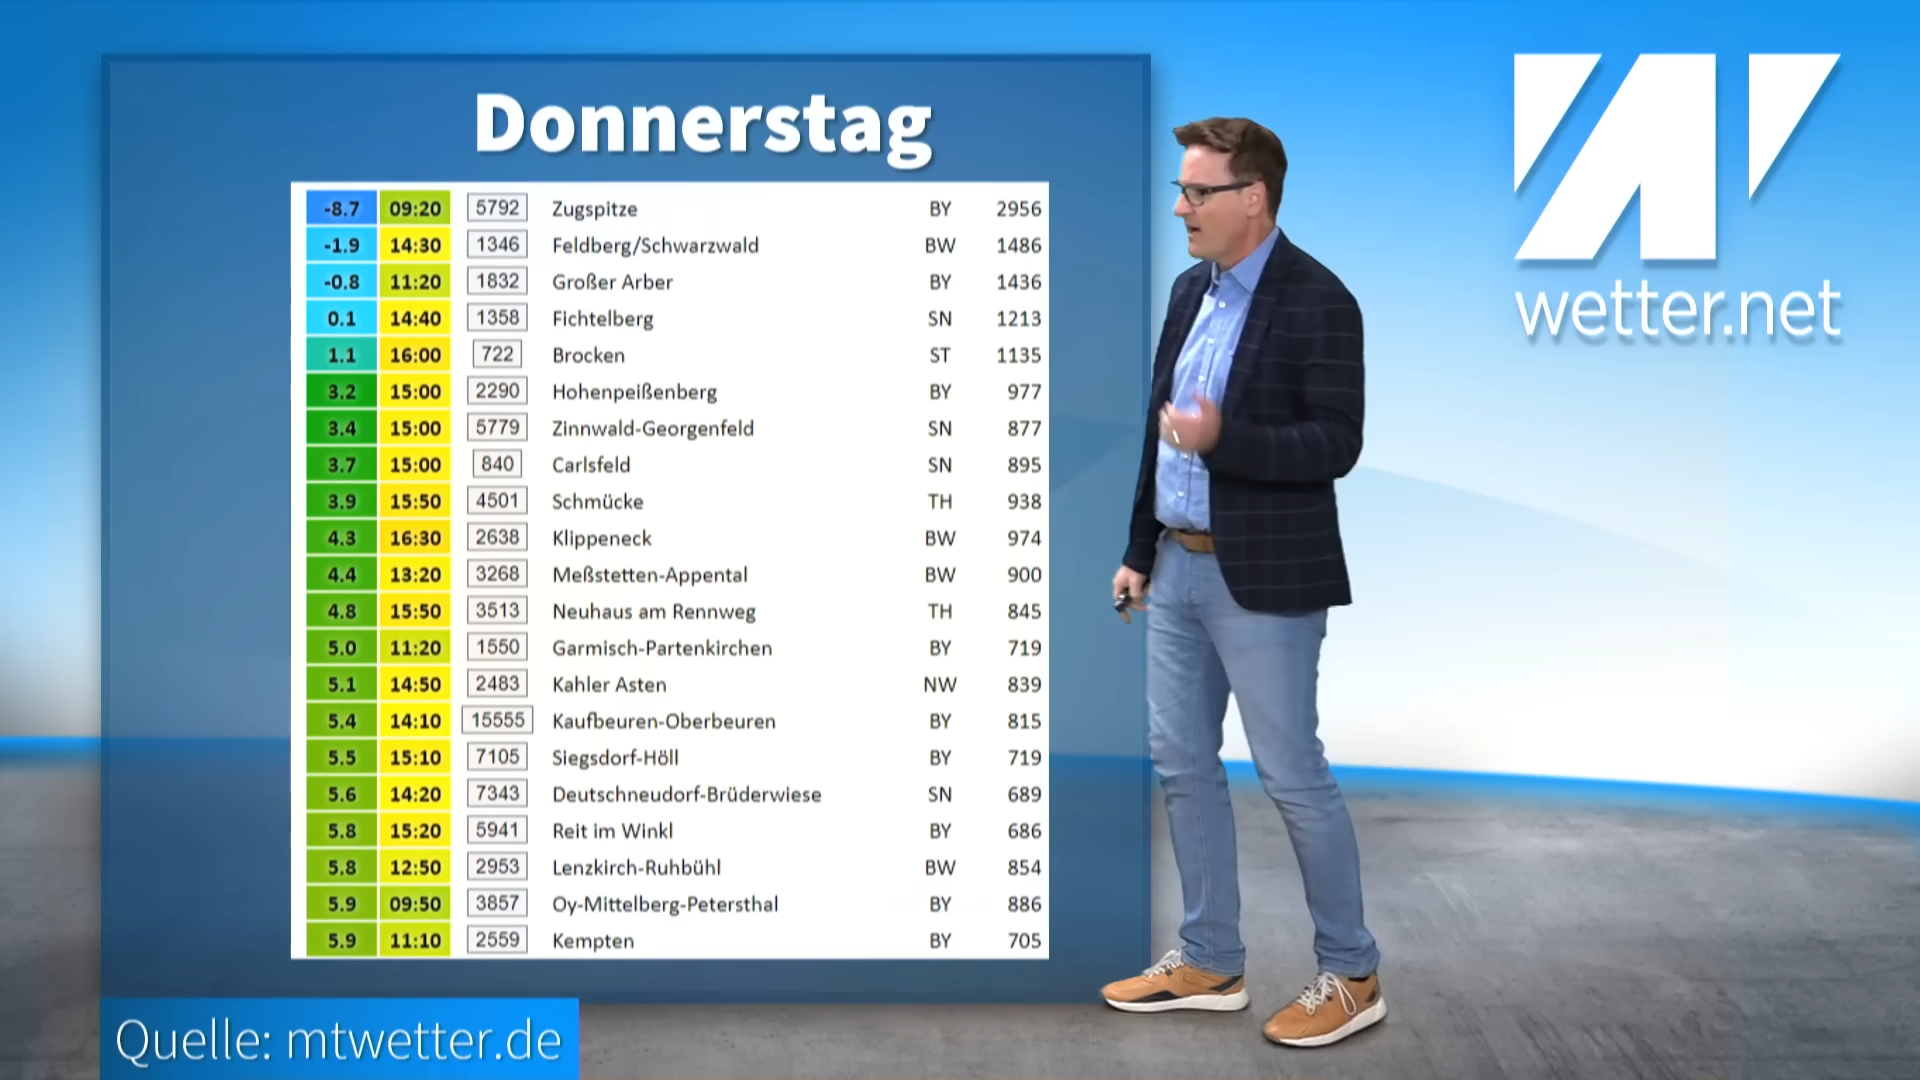 Donnerstag
wetter.net
-8.7 09:20 5792 Zugspitze BY 2956
-1.9 14:30 1346 Feldberg/Schwarzwald BW 1486
-0.8 11:20 1832 Großer Arber BY 1436
0.1 14:40 1358 Fichtelberg SN 1213
1.1 16:00 722 Brocken ST 1135
3.2 15:00 2290 Hohenpeißenberg BY 977
3.4 15:00 5779 Zinnwald-Georgenfeld SN 877
3.7 15:00 840 Carlsfeld SN 895
3.9 15:50 4501 Schmücke TH 938
4.3 16:30 2638 Klippeneck BW 974
4.4 13:20 3268 Meßstetten-Appental BW 900
4.8 15:50 3513 Neuhaus am Rennweg TH 845
5.0 11:20 1550 Garmisch-Partenkirchen BY 719
5.1 14:50 2483 Kahler Asten NW 839
5.4 14:10 15555 Kaufbeuren-Oberbeuren BY 815
5.5 15:10 7105 Siegsdorf-Höll BY 719
5.6 14:20 7343 Deutschneudorf-Brüderwiese SN 689
5.8 15:20 5941 Reit im Winkl BY 686
5.8 12:50 2953 Lenzkirch-Ruhbühl BW 854
5.9 09:50 3857 Oy-Mittelberg-Petersthal BY 886
5.9 11:10 2559 Kempten BY 705
Quelle: mtwetter.de